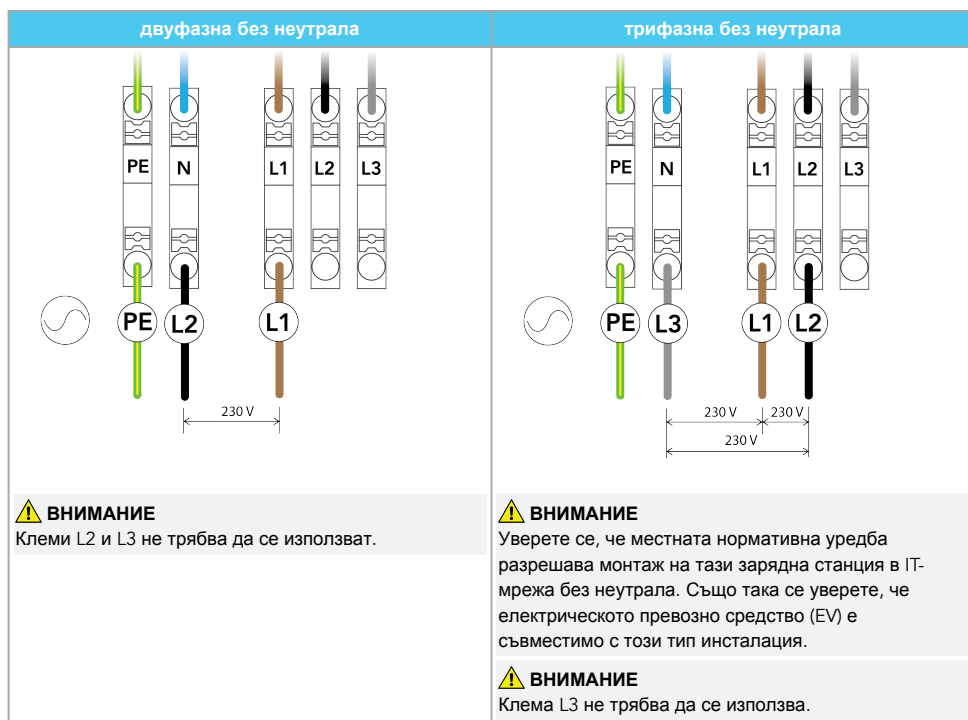 двуфазна без неутрала
PE N L1 L2 L3
PE L2 L1
230 V
⚠ ВНИМАНИЕ
Клеми L2 и L3 не трябва да се използват.
трифазна без неутрала
PE N L1 L2 L3
PE L3 L1 L2
230 V 230 V
230 V
⚠ ВНИМАНИЕ
Уверете се, че местната нормативна уредба
разрешава монтаж на тази зарядна станция в IT-
мрежа без неутрала. Също така се уверете, че
електрическото превозно средство (EV) е
съвместимо с този тип инсталация.
⚠ ВНИМАНИЕ
Клема L3 не трябва да се използва.